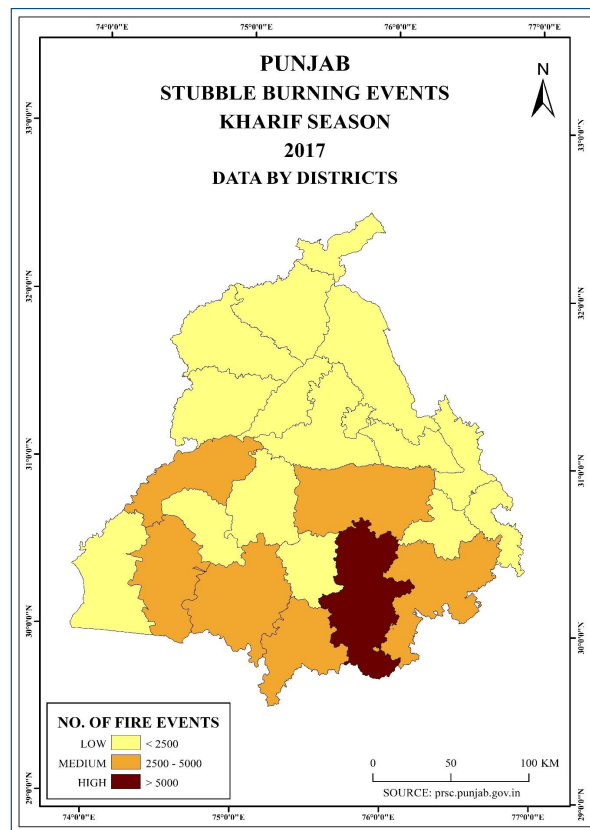 74°0'0"E 75°0'0"E 76°0'0"E 77°0'0"E
PUNJAB
STUBBLE BURNING EVENTS
KHARIF SEASON
2017
DATA BY DISTRICTS
N
33°0'0"N 33°0'0"N
32°0'0"N 32°0'0"N
31°0'0"N 31°0'0"N
30°0'0"N 30°0'0"N
29°0'0"N 29°0'0"N
NO. OF FIRE EVENTS
LOW < 2500
MEDIUM 2500 - 5000
HIGH > 5000
0 50 100 KM
SOURCE: prsc.punjab.gov.in
74°0'0"E 75°0'0"E 76°0'0"E 77°0'0"E